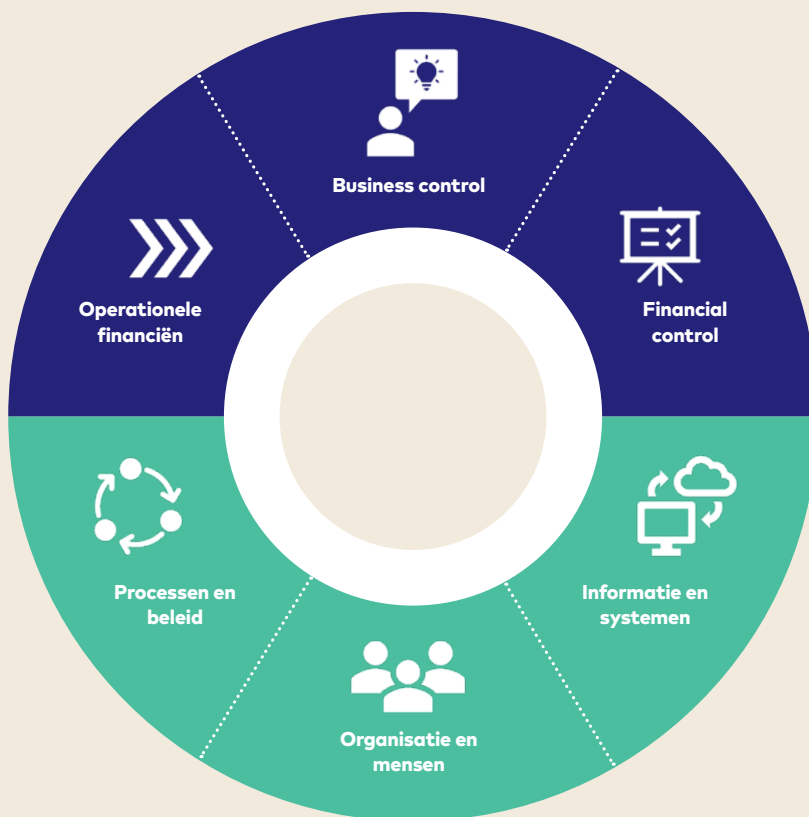 Business control
Operationele
financiën
Financial
control
Processen en
beleid
Informatie en
systemen
Organisatie en
mensen